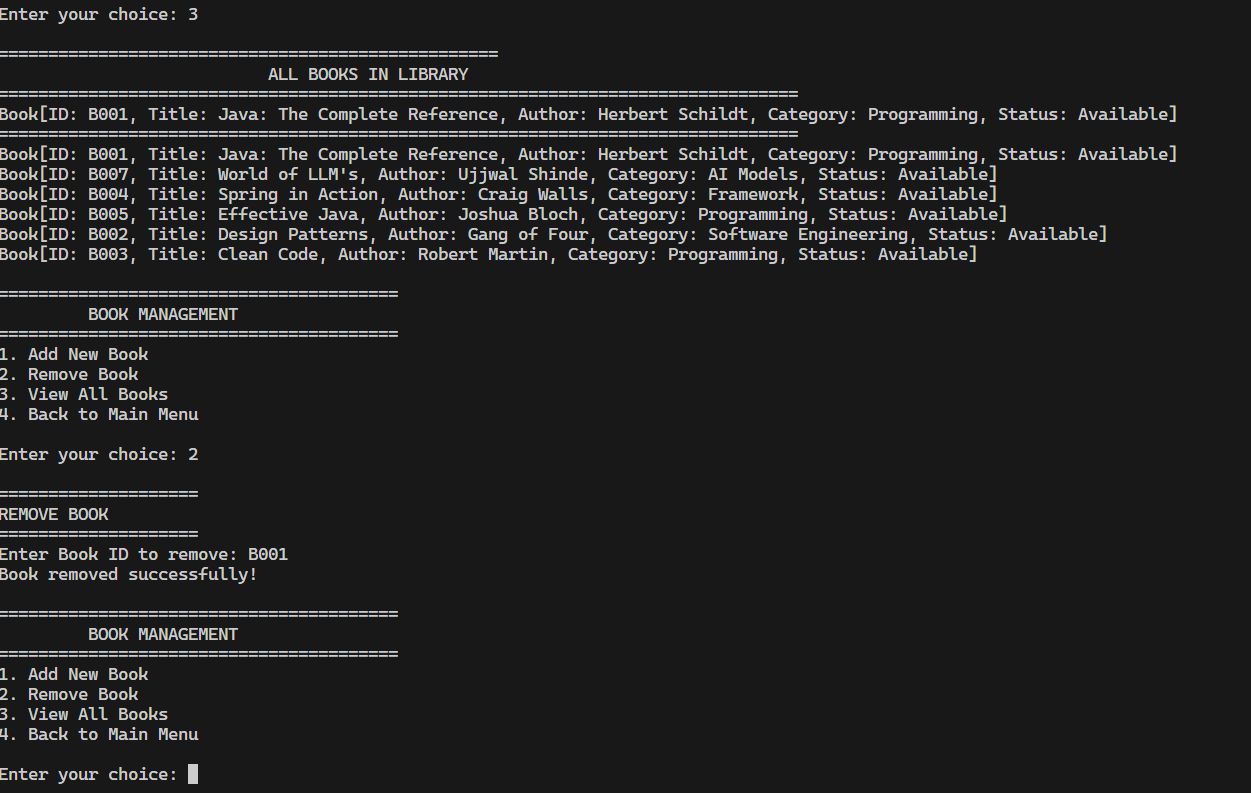 Enter your choice: 3
==================================================
ALL BOOKS IN LIBRARY
================================================================================
Book[ID: B001, Title: Java: The Complete Reference, Author: Herbert Schildt, Category: Programming, Status: Available]
================================================================================
Book[ID: B001, Title: Java: The Complete Reference, Author: Herbert Schildt, Category: Programming, Status: Available]
Book[ID: B007, Title: World of LLM's, Author: Ujjwal Shinde, Category: AI Models, Status: Available]
Book[ID: B004, Title: Spring in Action, Author: Craig Walls, Category: Framework, Status: Available]
Book[ID: B005, Title: Effective Java, Author: Joshua Bloch, Category: Programming, Status: Available]
Book[ID: B002, Title: Design Patterns, Author: Gang of Four, Category: Software Engineering, Status: Available]
Book[ID: B003, Title: Clean Code, Author: Robert Martin, Category: Programming, Status: Available]
========================================
BOOK MANAGEMENT
========================================
1. Add New Book
2. Remove Book
3. View All Books
4. Back to Main Menu
Enter your choice: 2
====================
REMOVE BOOK
====================
Enter Book ID to remove: B001
Book removed successfully!
========================================
BOOK MANAGEMENT
========================================
1. Add New Book
2. Remove Book
3. View All Books
4. Back to Main Menu
Enter your choice: